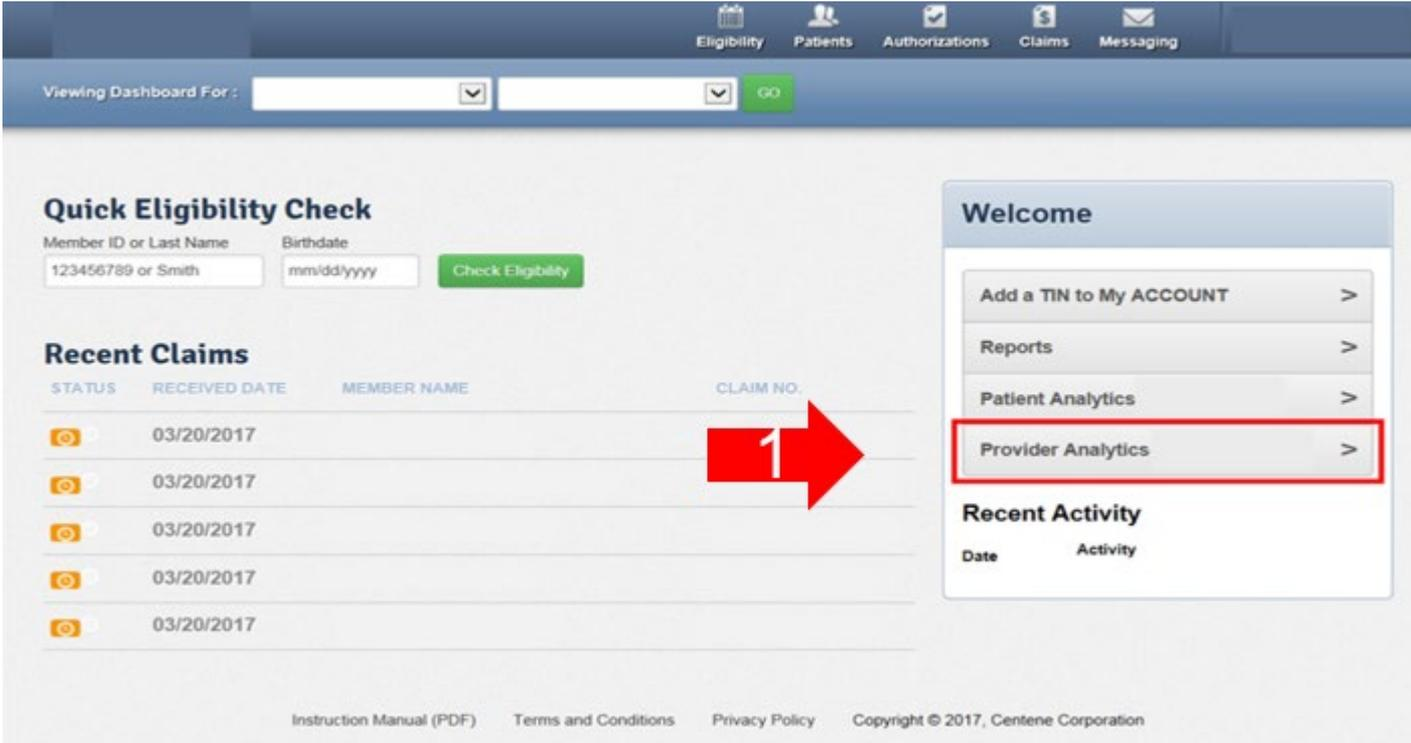 Eligibility Patients Authorizations Claims Messaging
Viewing Dashboard For : GO
Quick Eligibility Check
Member ID or Last Name Birthdate
123456789 or Smith mm/dd/yyyy Check Eligibility
Recent Claims
STATUS RECEIVED DATE MEMBER NAME CLAIM NO.
03/20/2017
03/20/2017
03/20/2017
03/20/2017
03/20/2017
1
Welcome
Add a TIN to My ACCOUNT >
Reports >
Patient Analytics >
Provider Analytics >
Recent Activity
Date Activity
Instruction Manual (PDF) Terms and Conditions Privacy Policy Copyright © 2017, Centene Corporation